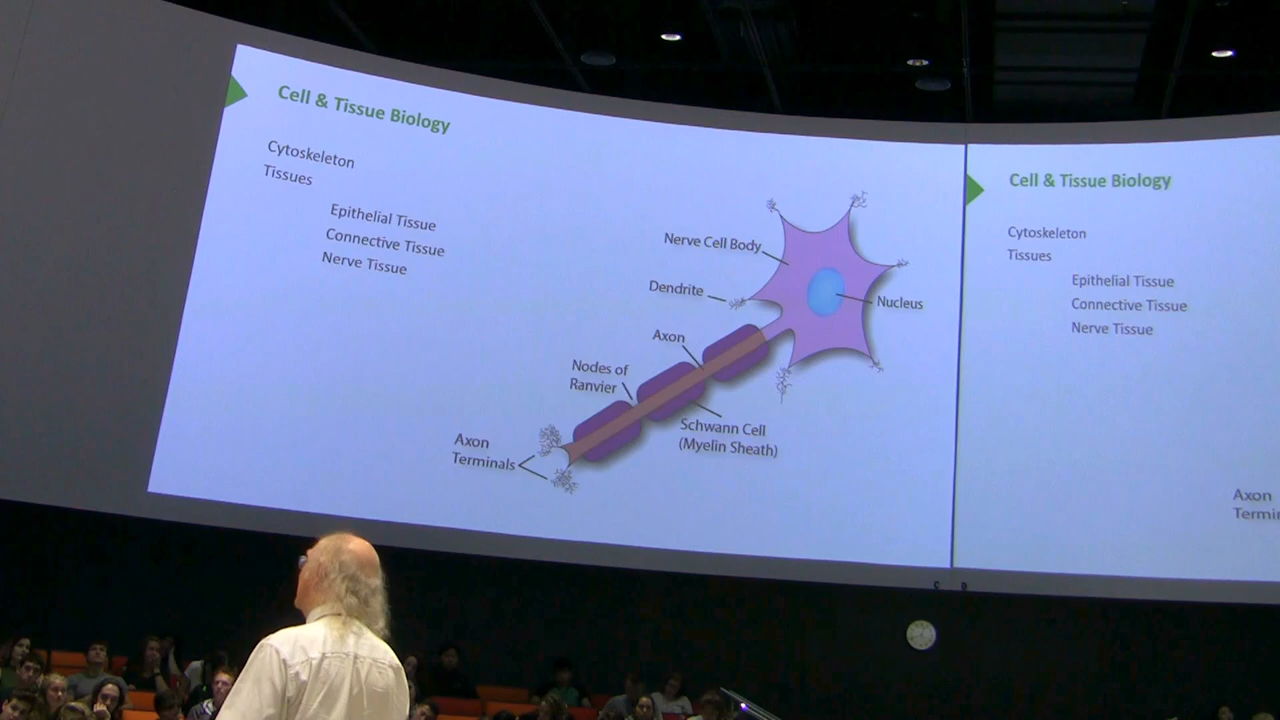 Cell & Tissue Biology
Cytoskeleton
Tissues
Epithelial Tissue
Connective Tissue
Nerve Tissue
Nerve Cell Body
Dendrite
Nucleus
Axon
Nodes of
Ranvier
Schwann Cell
(Myelin Sheath)
Axon
Terminals
Cell & Tissue Biology
Cytoskeleton
Tissues
Epithelial Tissue
Connective Tissue
Nerve Tissue
Axon
Termin
C D